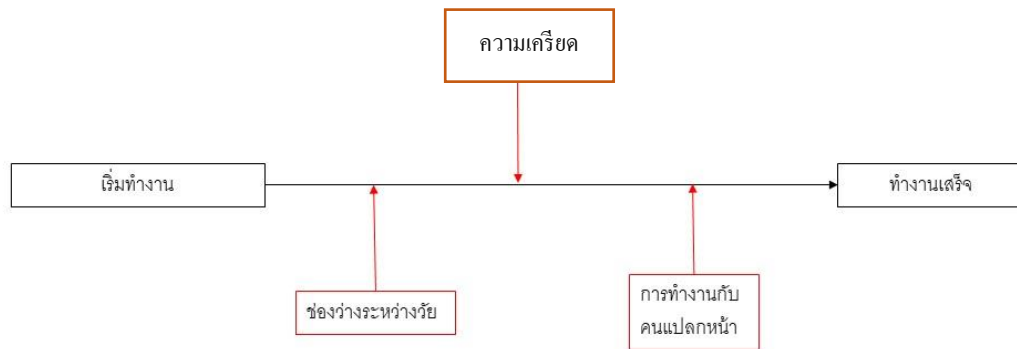 ความเครียด
เริ่มทำงาน
ทำงานเสร็จ
ช่องว่างระหว่างวัย
การทำงานกับ
คนแปลกหน้า